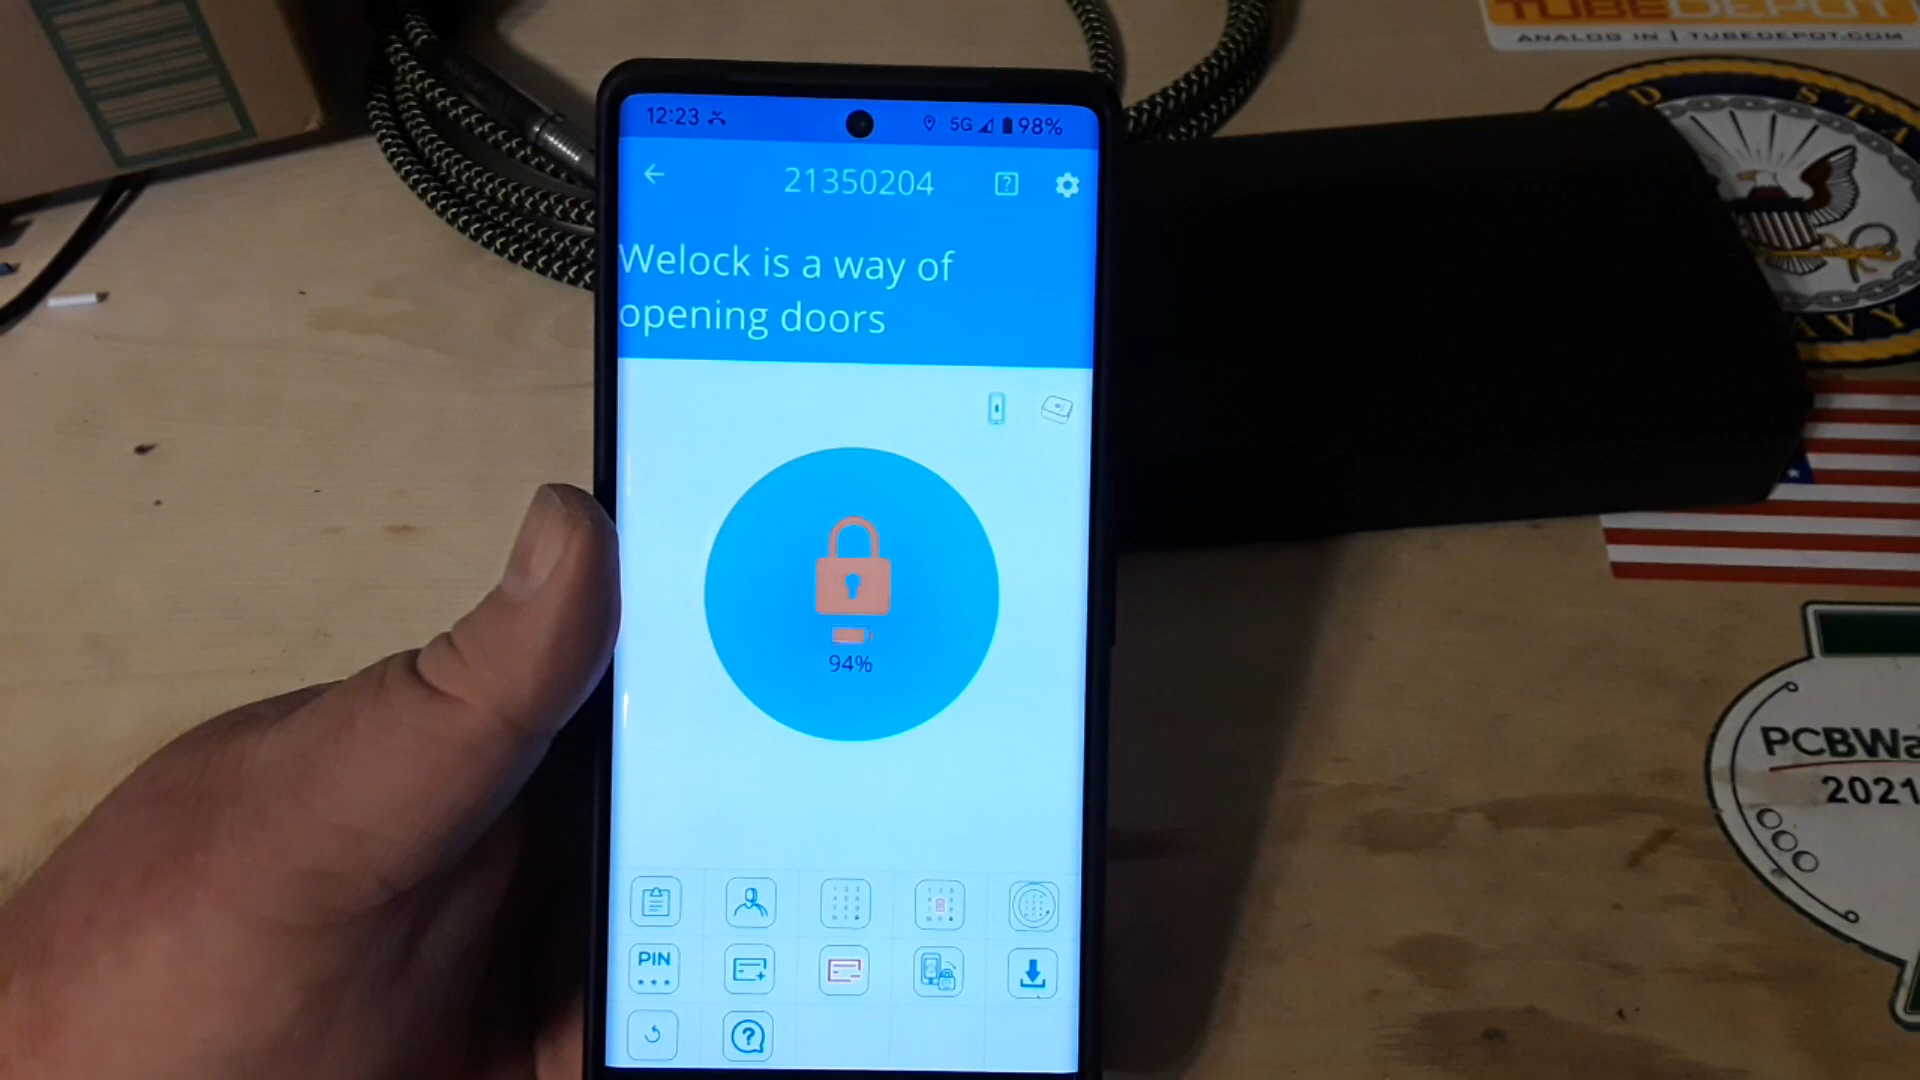 TUBEDEPOT
ANALOG IN | TUBEDEPOT.COM
12:23
5G
98%
21350204
Welock is a way of
opening doors
94%
PIN
PCBWa
2021